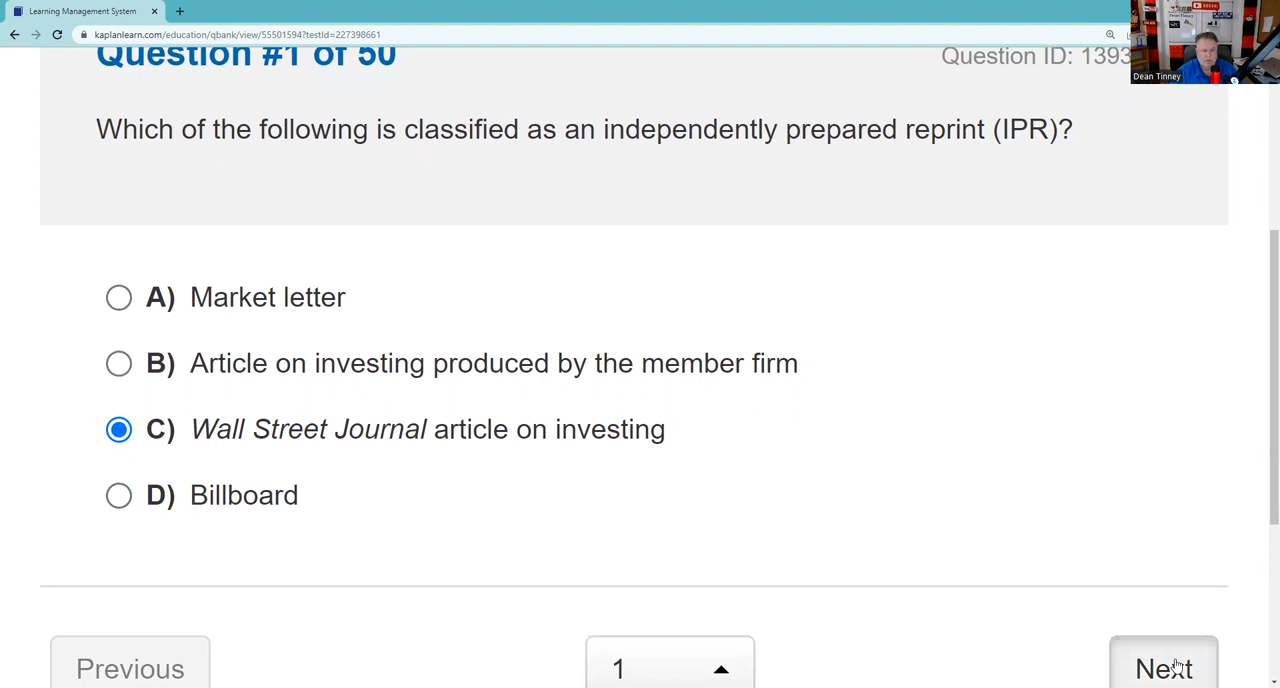 Learning Management System
kaplanlearn.com/education/qbank/view/55501594?testId=227398661
Dean Tinney
Question #1 of 50
Question ID: 1393
Which of the following is classified as an independently prepared reprint (IPR)?
A) Market letter
B) Article on investing produced by the member firm
C) Wall Street Journal article on investing
D) Billboard
Previous
1
Next